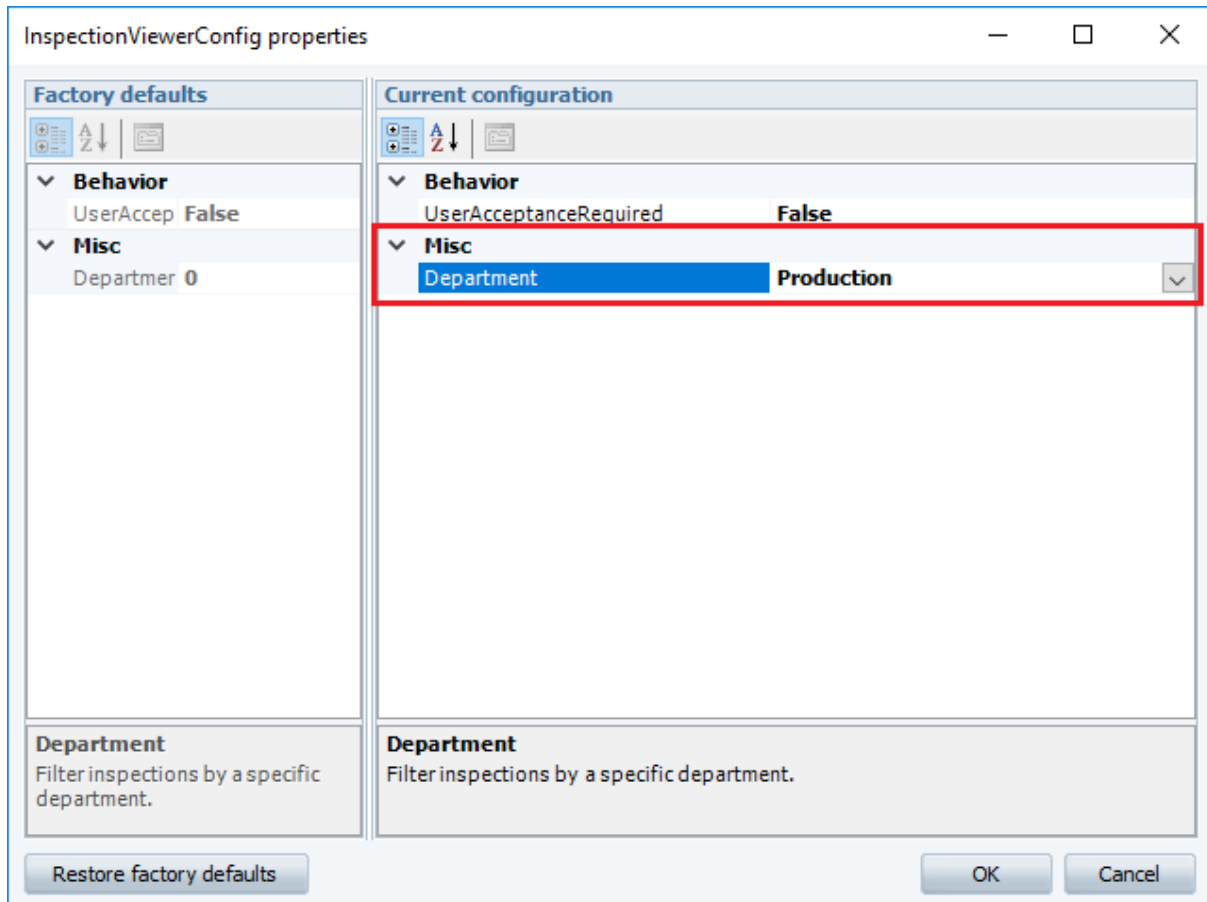 InspectionViewerConfig properties
Factory defaults
Behavior
UserAccep False
Misc
Departmer 0
Department
Filter inspections by a specific
department.
Current configuration
Behavior
UserAcceptanceRequired False
Misc
Department Production
Department
Filter inspections by a specific department.
Restore factory defaults
OK
Cancel